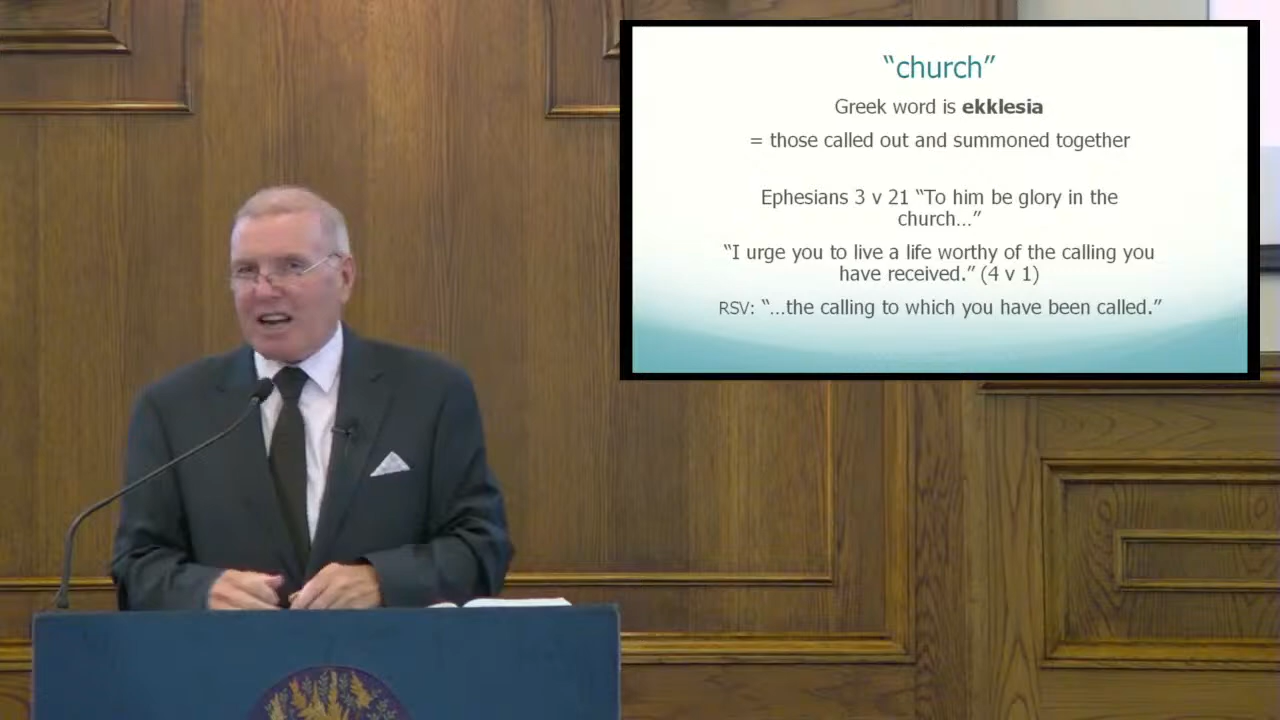 “church”
Greek word is ekklesia
= those called out and summoned together
Ephesians 3 v 21 “To him be glory in the
church…”
“I urge you to live a life worthy of the calling you
have received.” (4 v 1)
RSV: “…the calling to which you have been called.”